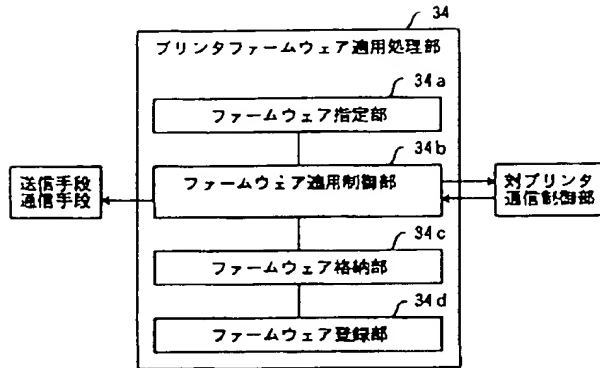 34
プリンタファームウェア適用処理部
34a
ファームウェア指定部
34b
ファームウェア適用制御部
送信手段
通信手段
対プリンタ
通信制御部
34c
ファームウェア格納部
34d
ファームウェア登録部